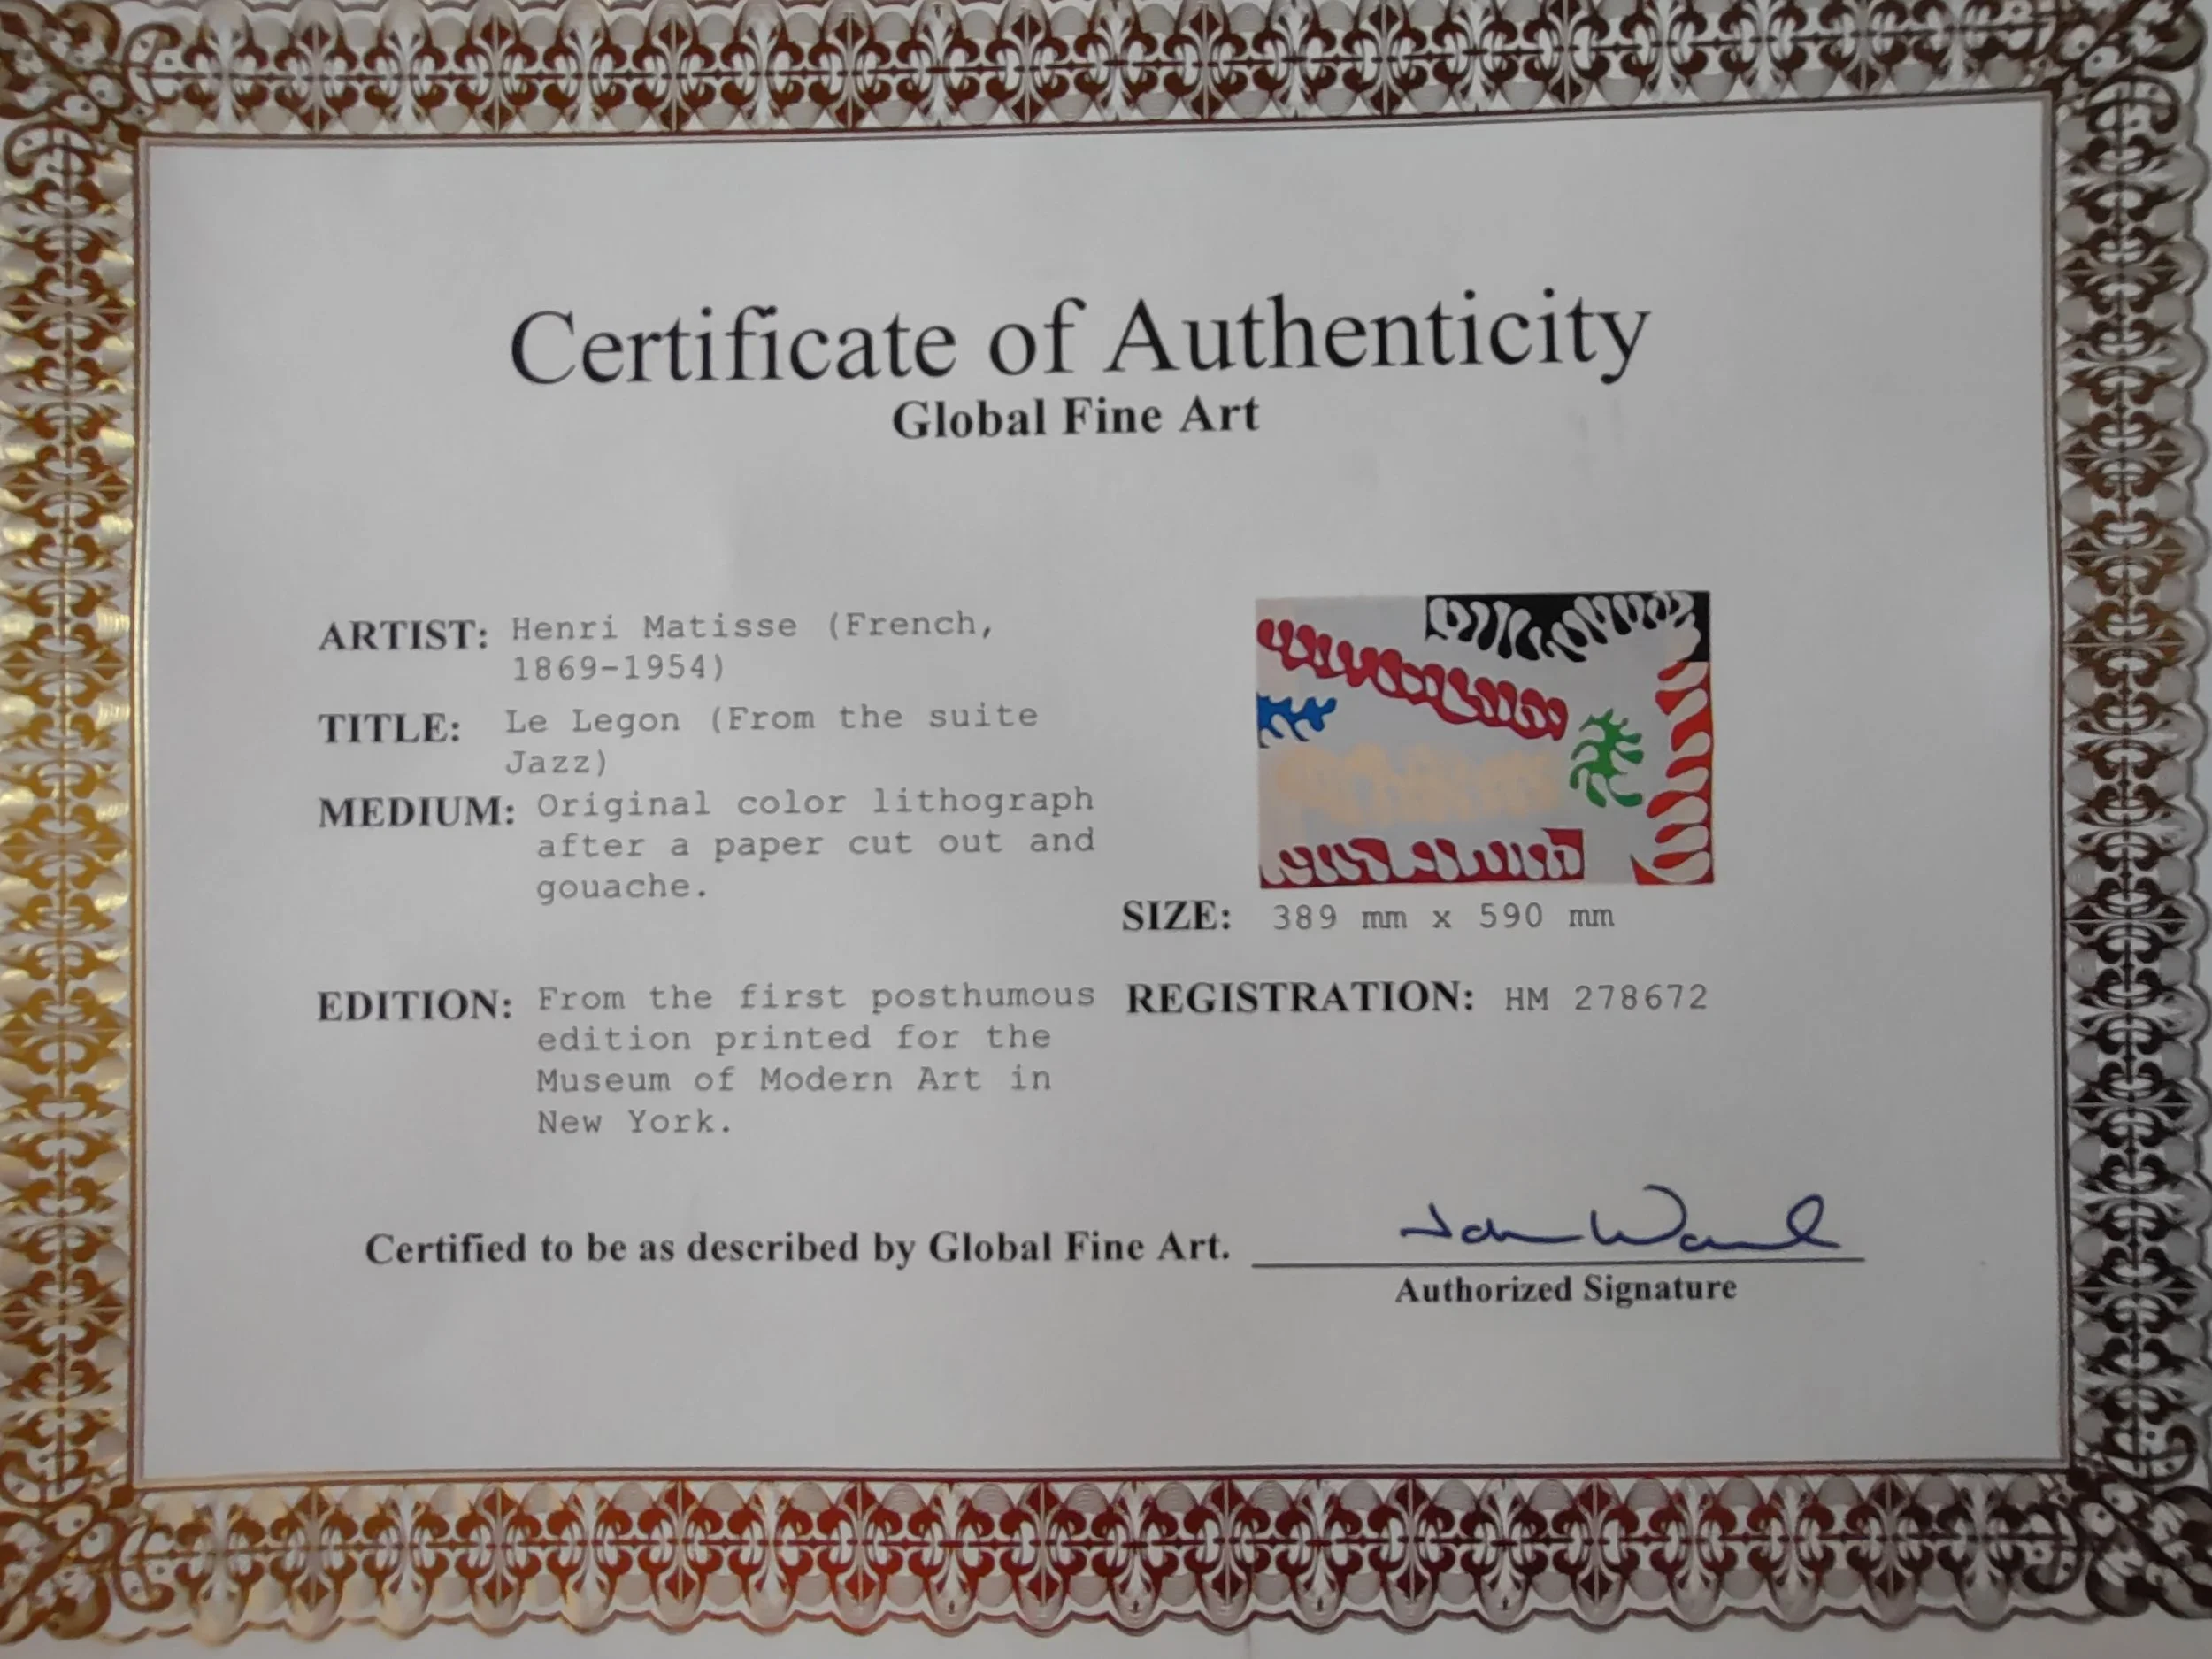 Certificate of Authenticity
Global Fine Art
ARTIST: Henri Matisse (French,
1869-1954)
TITLE: Le Legon (From the suite
Jazz)
MEDIUM: Original color lithograph
after a paper cut out and
gouache.
SIZE: 389 mm x 590 mm
EDITION: From the first posthumous
edition printed for the
Museum of Modern Art in
New York.
REGISTRATION: HM 278672
Certified to be as described by Global Fine Art.
Authorized Signature